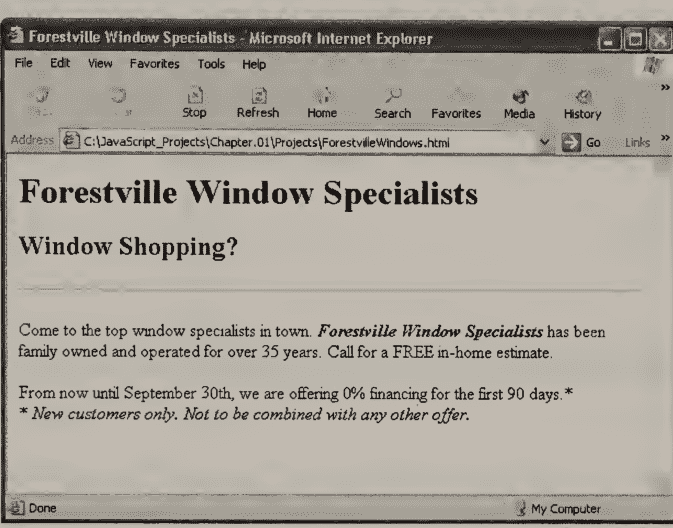 Forestville Window Specialists - Microsoft Internet Explorer
File Edit View Favorites Tools Help
Stop Refresh Home Search Favorites Media History
Address C:\JavaScript_Projects\Chapter.01\Projects\ForestvilleWindows.html Go Links
Forestville Window Specialists
Window Shopping?
Come to the top window specialists in town. Forestville Window Specialists has been
family owned and operated for over 35 years. Call for a FREE in-home estimate.
From now until September 30th, we are offering 0% financing for the first 90 days.*
* New customers only. Not to be combined with any other offer.
Done My Computer